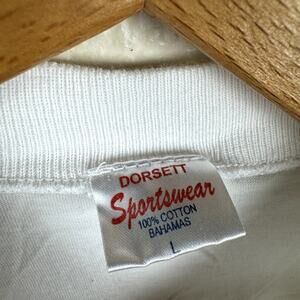 DORSETT
Sportswear
100% COTTON
BAHAMAS
L